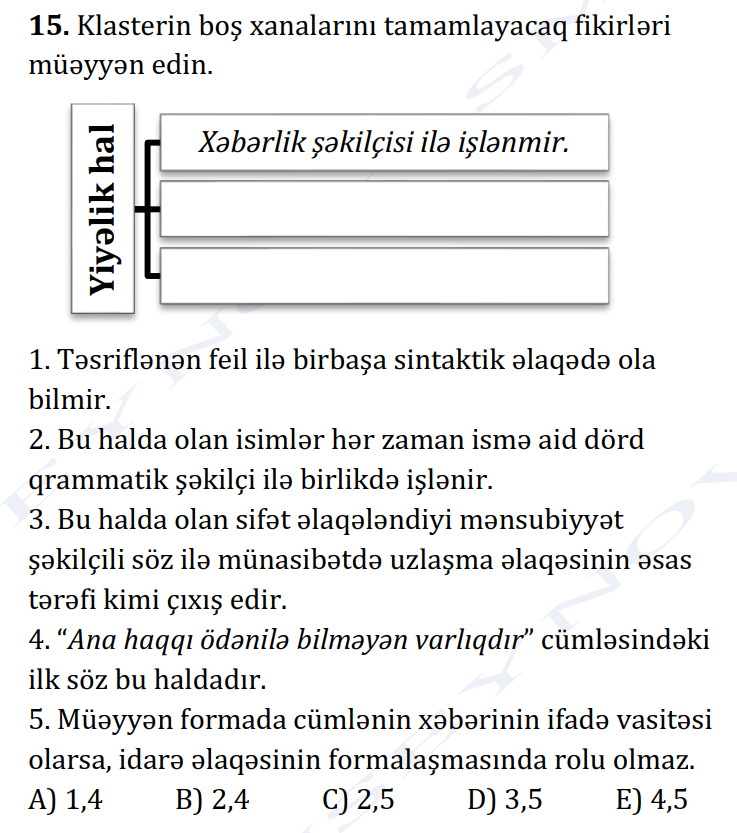 15. Klasterin boş xanalarını tamamlayacaq fikirləri
müəyyən edin.
Yiyəlik hal
Xəbərlik şəkilçisi ilə işlənmir.
1. Təsriflənən feil ilə birbaşa sintaktik əlaqədə ola
bilmir.
2. Bu halda olan isimlər hər zaman ismə aid dörd
qrammatik şəkilçi ilə birlikdə işlənir.
3. Bu halda olan sifət əlaqələndiyi mənsubiyyət
şəkilçili söz ilə münasibətdə uzlaşma əlaqəsinin əsas
tərəfi kimi çıxış edir.
4. “Ana haqqı ödənilə bilməyən varlıqdır” cümləsindəki
ilk söz bu haldadır.
5. Müəyyən formada cümlənin xəbərinin ifadə vasitəsi
olarsa, idarə əlaqəsinin formalaşmasında rolu olmaz.
A) 1,4 B) 2,4 C) 2,5 D) 3,5 E) 4,5